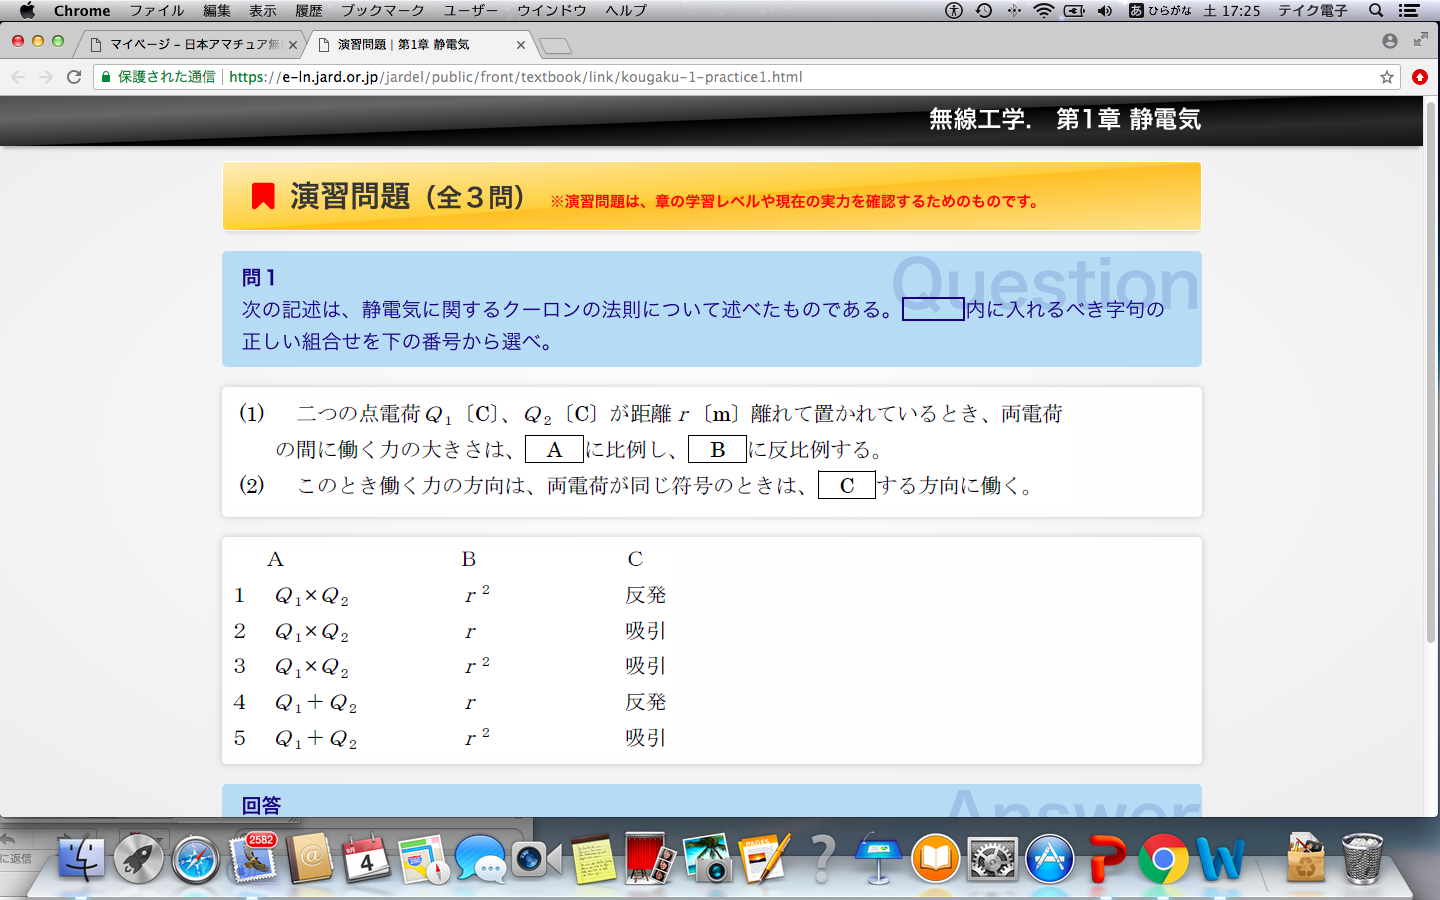 Chrome ファイル 編集 表示 履歴 ブックマーク ユーザー ウインドウ ヘルプ あ ひらがな 土 17:25 テイク電子
マイページ - 日本アマチュア無 演習問題 | 第1章 静電気
保護された通信 https://e-ln.jard.or.jp/jardel/public/front/textbook/link/kougaku-1-practice1.html
無線工学. 第1章 静電気
演習問題（全３問） ※演習問題は、章の学習レベルや現在の実力を確認するためのものです。
Question
問１
次の記述は、静電気に関するクーロンの法則について述べたものである。 内に入れるべき字句の
正しい組合せを下の番号から選べ。
(1) 二つの点電荷Q₁〔C〕、Q₂〔C〕が距離 r〔m〕離れて置かれているとき、両電荷
の間に働く力の大きさは、 A に比例し、 B に反比例する。
(2) このとき働く力の方向は、両電荷が同じ符号のときは、 C する方向に働く。
A B C
1 Q₁×Q₂ r² 反発
2 Q₁×Q₂ r 吸引
3 Q₁×Q₂ r² 吸引
4 Q₁＋Q₂ r 反発
5 Q₁＋Q₂ r² 吸引
回答
Answer
に返信
2582
4
280
PAGES